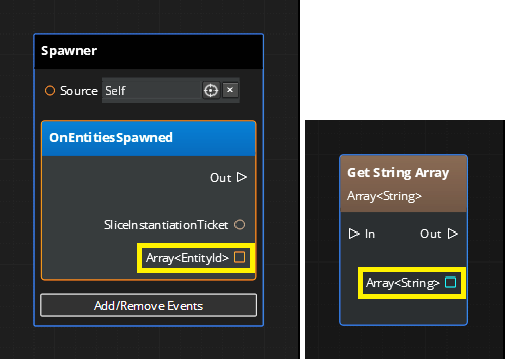 Spawner
Source Self
OnEntitiesSpawned
Out
SliceInstantiationTicket
Array<EntityId>
Add/Remove Events
Get String Array
Array<String>
In Out
Array<String>